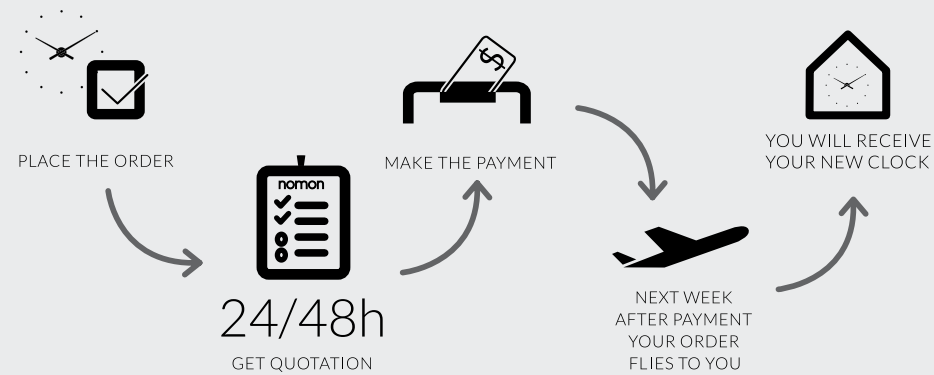 PLACE THE ORDER
nomon
24/48h
GET QUOTATION
$
MAKE THE PAYMENT
NEXT WEEK
AFTER PAYMENT
YOUR ORDER
FLIES TO YOU
YOU WILL RECEIVE
YOUR NEW CLOCK